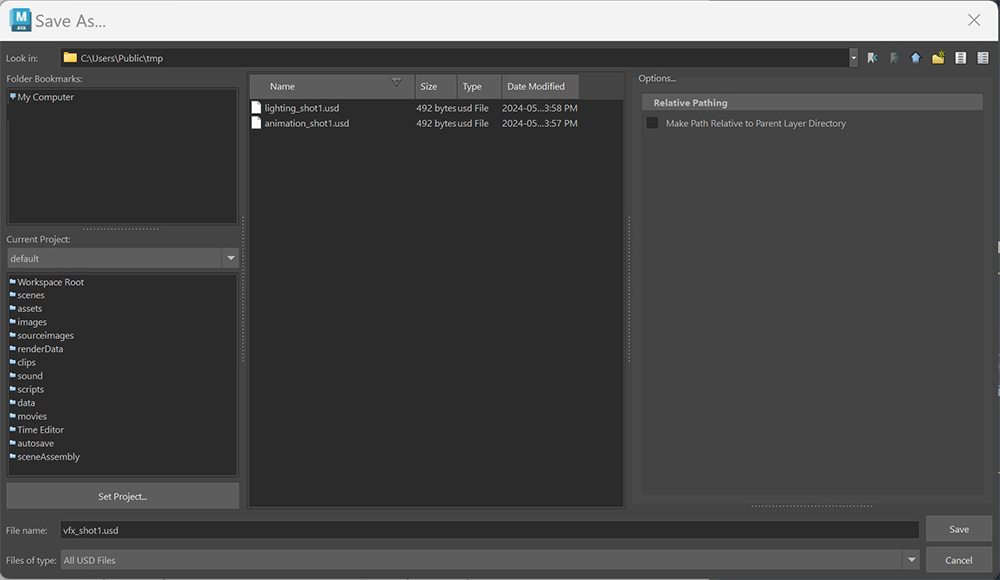 M
Save As...
Look in: C:\Users\Public\tmp
Folder Bookmarks:
My Computer
Name Size Type Date Modified
lighting_shot1.usd 492 bytes usd File 2024-05...3:58 PM
animation_shot1.usd 492 bytes usd File 2024-05...3:57 PM
Options...
Relative Pathing
Make Path Relative to Parent Layer Directory
Current Project:
default
Workspace Root
scenes
assets
images
sourceimages
renderData
clips
sound
scripts
data
movies
Time Editor
autosave
sceneAssembly
Set Project...
File name: vfx_shot1.usd
Save
Files of type: All USD Files
Cancel